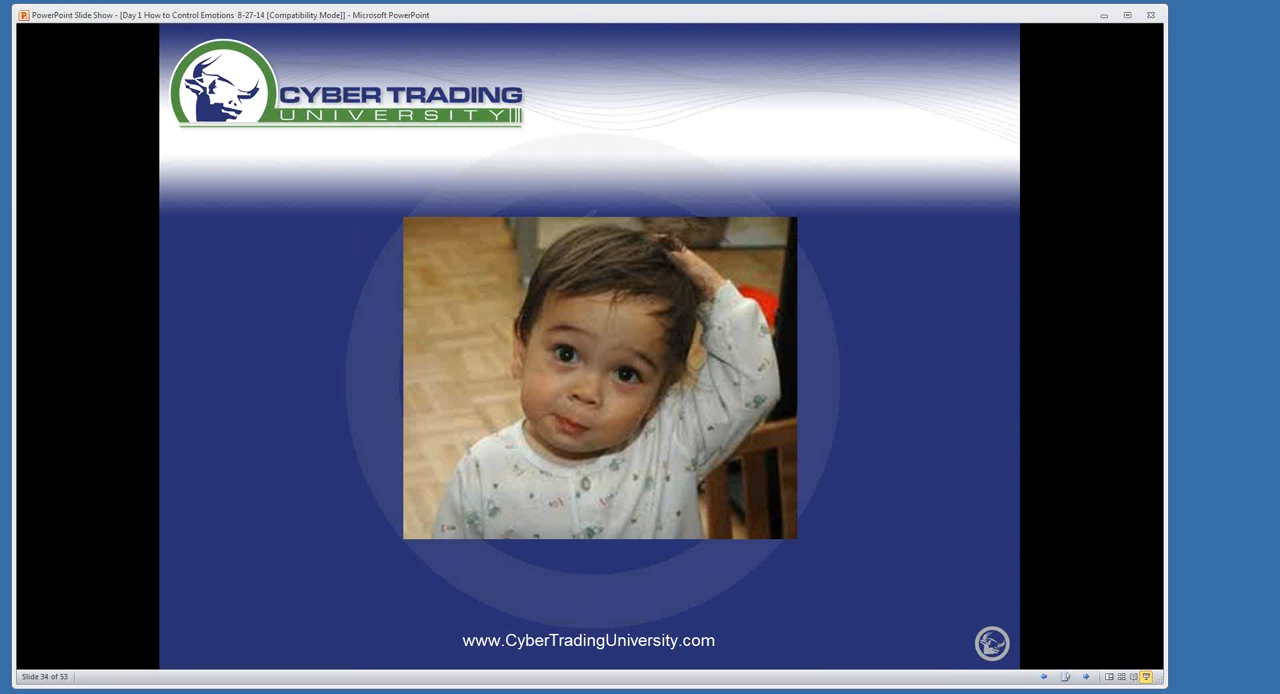 PowerPoint Slide Show - [Day 1 How to Control Emotions  8-27-14 [Compatibility Mode]] - Microsoft PowerPoint
CYBER TRADING
UNIVERSITY
www.CyberTradingUniversity.com
Slide 34 of 53